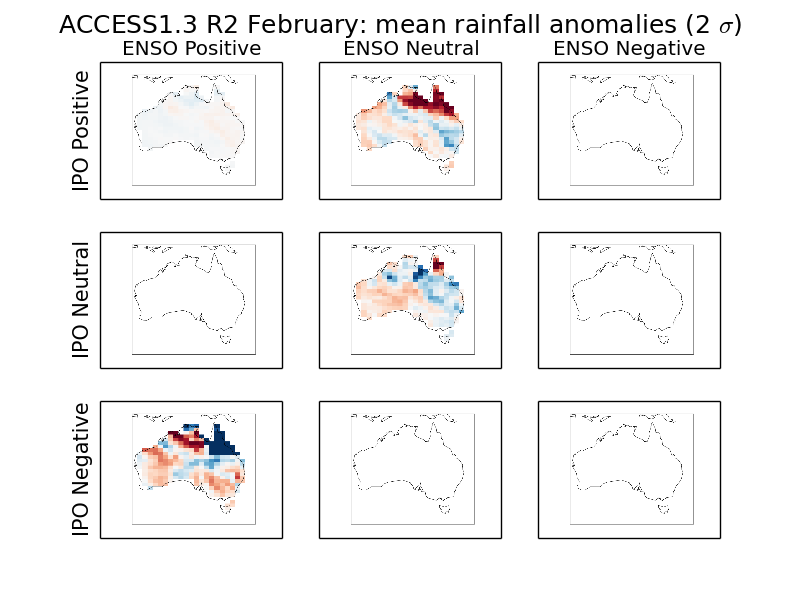 ACCESS1.3 R2 February: mean rainfall anomalies (2 σ)
ENSO Positive ENSO Neutral ENSO Negative
IPO Positive
IPO Neutral
IPO Negative